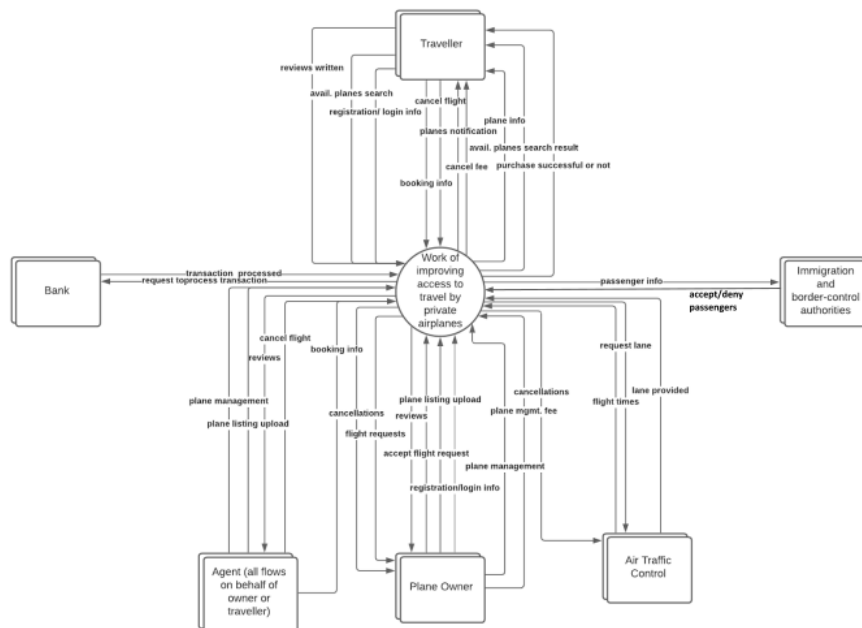 Traveller
reviews written
avail. planes search
registration/ login info
cancel flight
planes notification
cancel fee
booking info
plane info
avail. planes search result
purchase successful or not
Bank
transaction processed
request toprocess transaction
Work of
improving
access to
travel by
private
airplanes
passenger info
accept/deny
passengers
Immigration
and
border-control
authorities
cancel flight
reviews
booking info
plane management
plane listing upload
cancellations
flight requests
plane listing upload
reviews
accept flight request
registration/login info
cancellations
plane mgmt. fee
plane management
request lane
lane provided
flight times
Agent (all flows
on behalf of
owner or
traveller)
Plane Owner
Air Traffic
Control